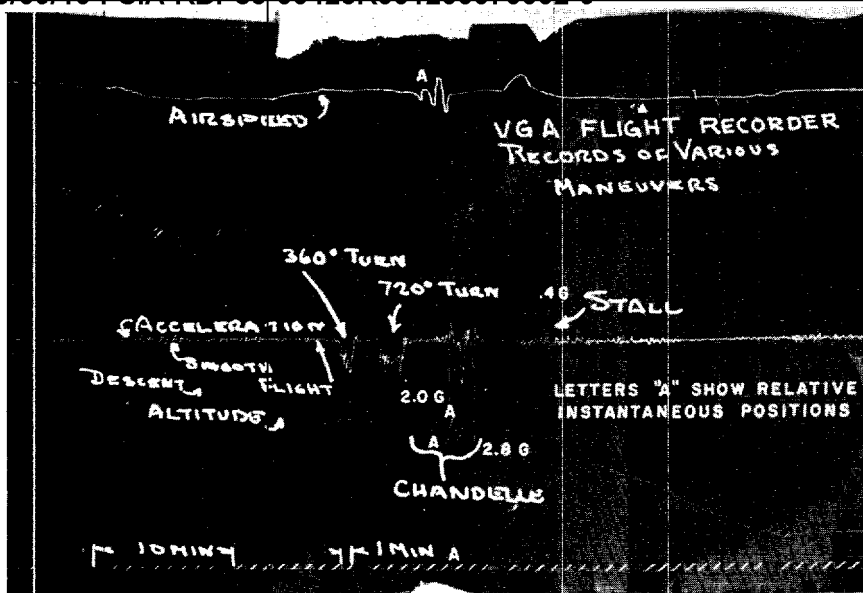 A
AIRSPEED
VGA FLIGHT RECORDER
RECORDS OF VARIOUS
MANEUVERS
360° TURN
720° TURN
.4G STALL
ACCELERATION
SMOOTH
FLIGHT
DESCENT
ALTITUDE
2.0 G
A
LETTERS "A" SHOW RELATIVE
INSTANTANEOUS POSITIONS
A
2.8 G
CHANDELLE
10 MIN
1 MIN A